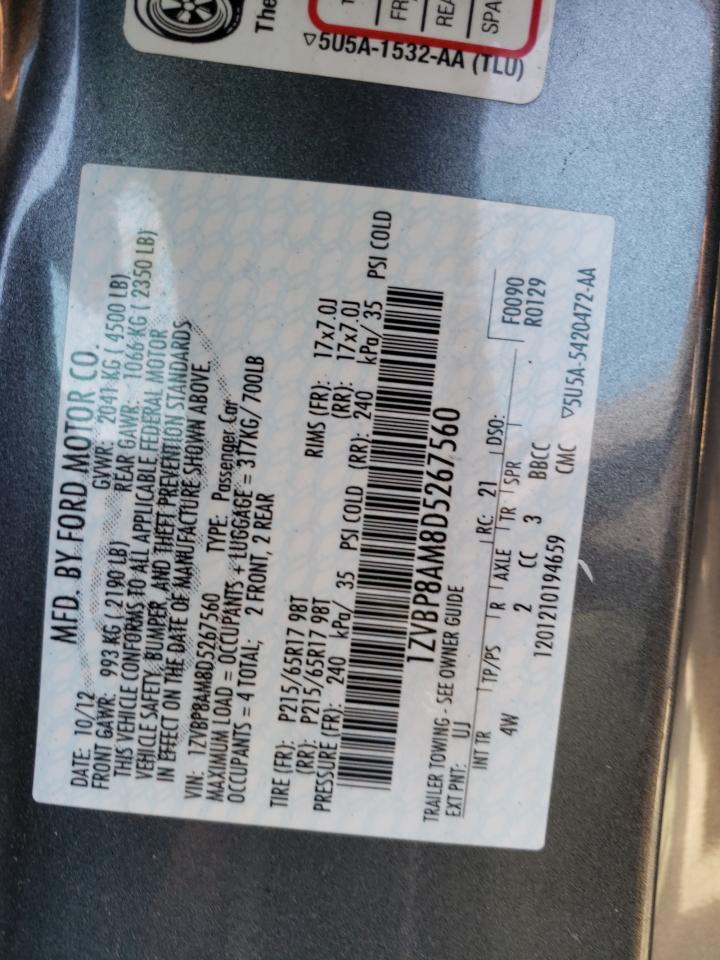 The
FR
REA
SPA
▽5U5A-1532-AA (TLU)
MFD. BY FORD MOTOR CO.
DATE: 10/12 GVWR: 2041 KG ( 4500 LB)
FRONT GAWR: 993 KG ( 2190 LB) REAR GAWR: 1066 KG ( 2350 LB)
THIS VEHICLE CONFORMS TO ALL APPLICABLE FEDERAL MOTOR
VEHICLE SAFETY, BUMPER, AND THEFT PREVENTION STANDARDS
IN EFFECT ON THE DATE OF MANUFACTURE SHOWN ABOVE.
VIN: 1ZVBP8AM8D5267560 TYPE: Passenger Car
MAXIMUM LOAD = OCCUPANTS + LUGGAGE = 317KG/ 700LB
OCCUPANTS = 4 TOTAL; 2 FRONT, 2 REAR
TIRE (FR): P215/65R17 98T RIMS (FR): 17x7.0J
(RR): P215/65R17 98T (RR): 17x7.0J
PRESSURE (FR): 240 kPa/ 35 PSI COLD (RR): 240 kPa/ 35 PSI COLD
1ZVBP8AM8D5267560
TRAILER TOWING - SEE OWNER GUIDE
EXT PNT: UJ RC: 21 DSO: F0090
INT TR TP/PS R AXLE TR SPR R0129
4W 2 CC 3 BBCC
1201210194659 CMC ▽5U5A-5420472-AA